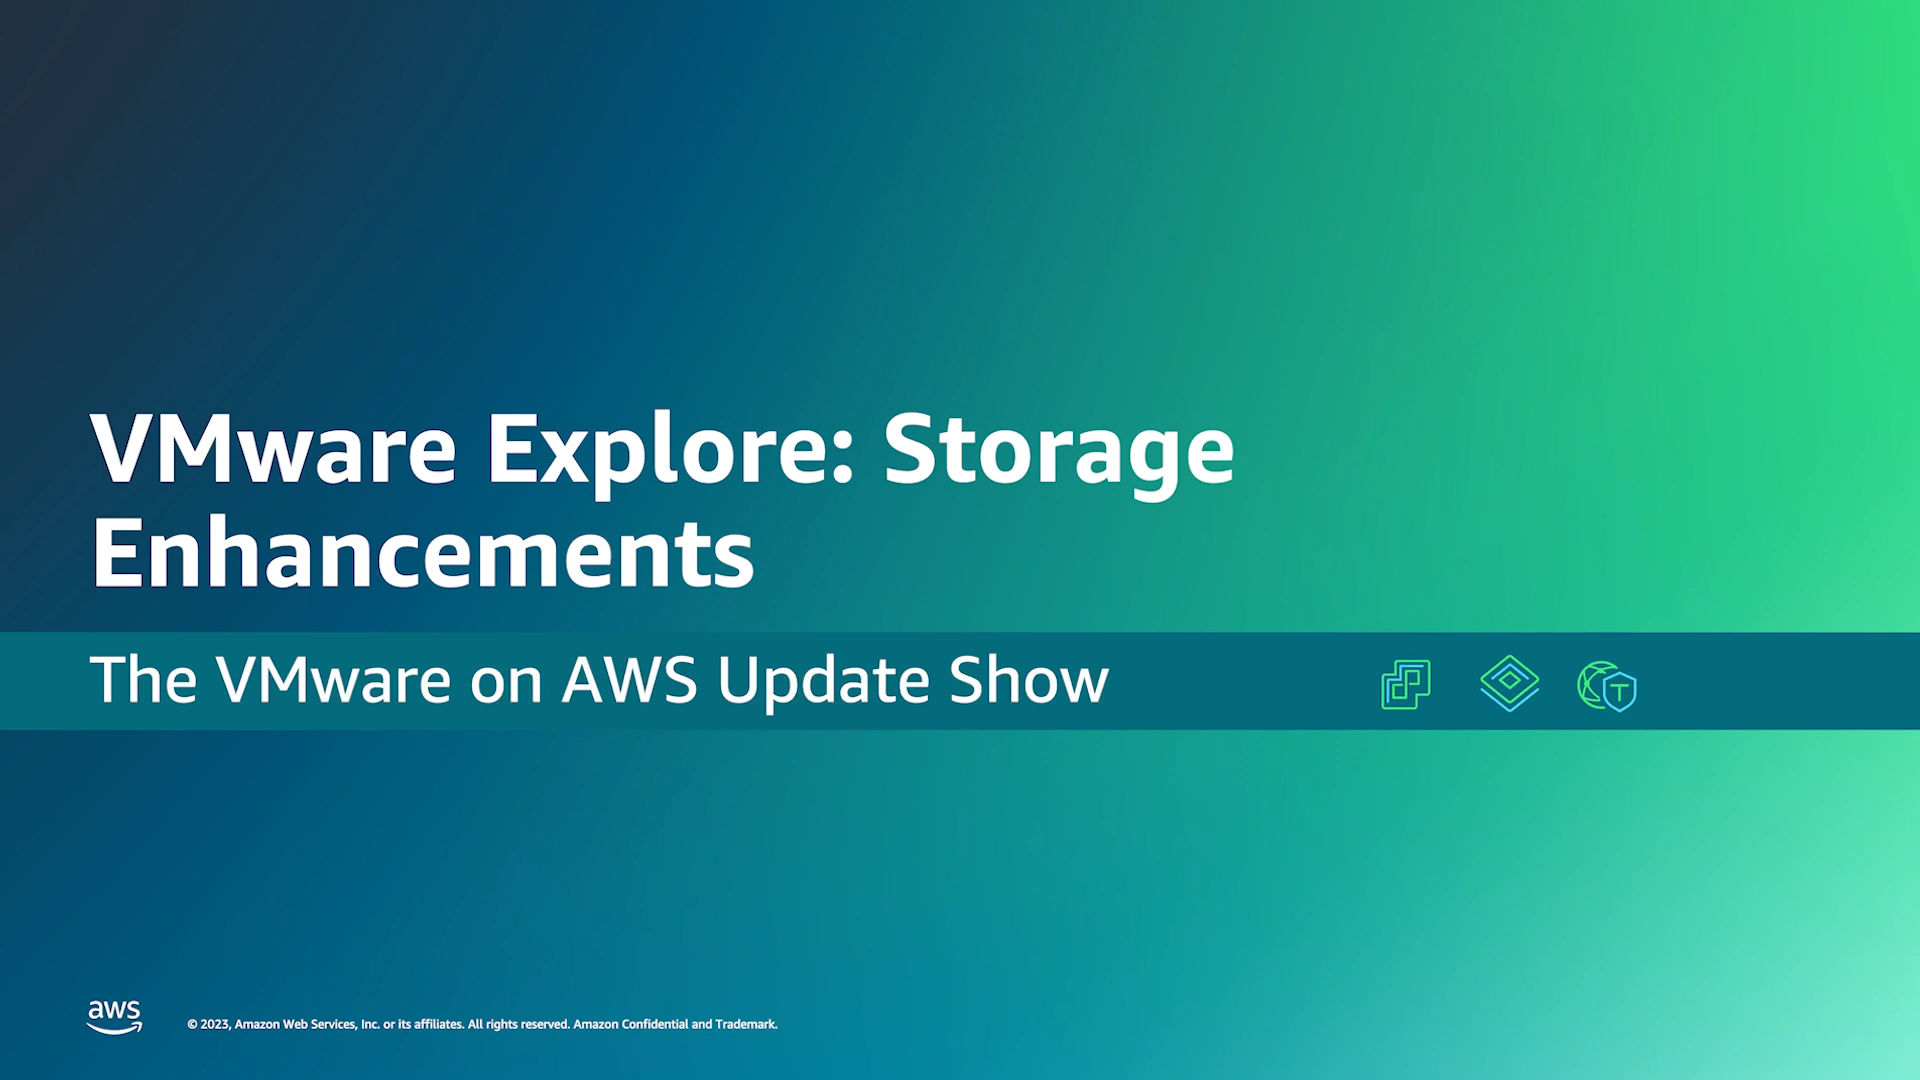 VMware Explore: Storage
Enhancements
The VMware on AWS Update Show
T
aws
© 2023, Amazon Web Services, Inc. or its affiliates. All rights reserved. Amazon Confidential and Trademark.